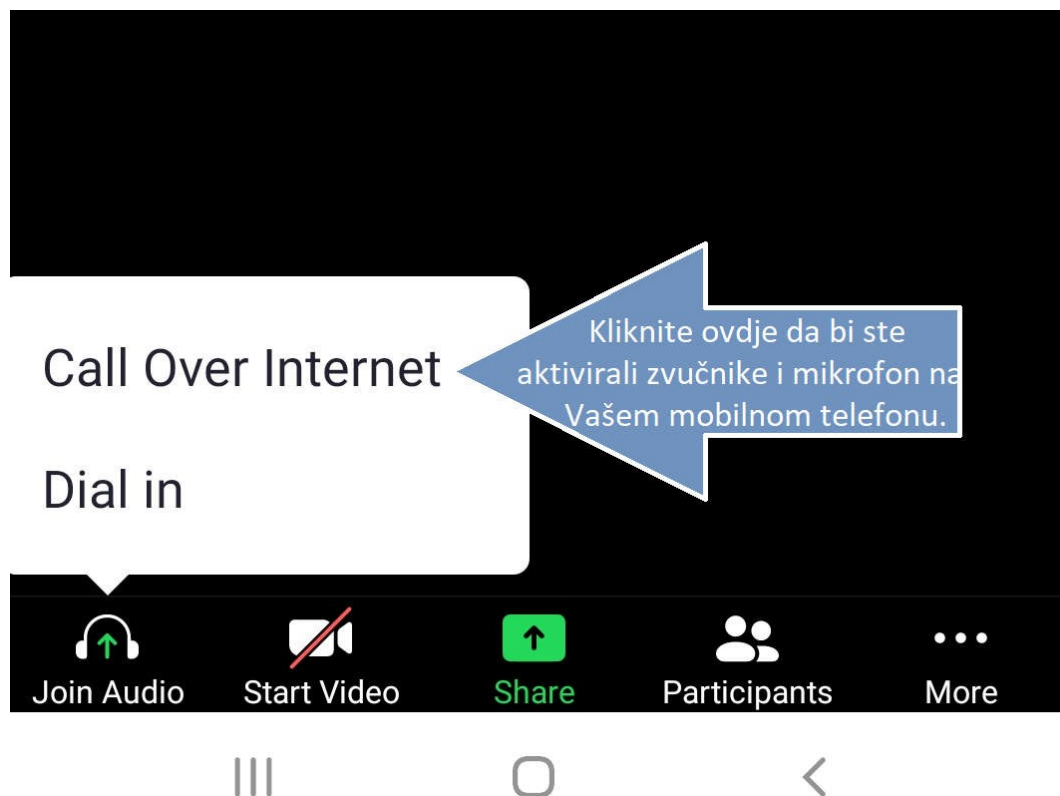 Call Over Internet
Kliknite ovdje da bi ste
aktivirali zvučnike i mikrofon na
Vašem mobilnom telefonu.
Dial in
Join Audio
Start Video
Share
Participants
More